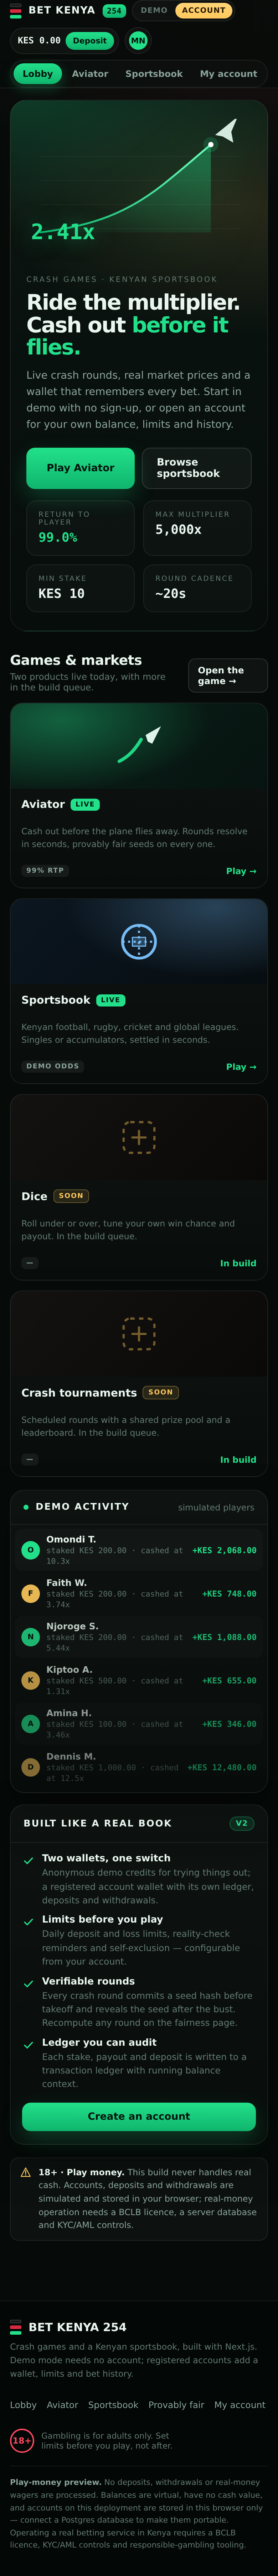 BET KENYA 254 DEMO ACCOUNT
KES 0.00 Deposit MN
Lobby Aviator Sportsbook My account
2.41x
CRASH GAMES · KENYAN SPORTSBOOK
Ride the multiplier.
Cash out before it
flies.
Live crash rounds, real market prices and a
wallet that remembers every bet. Start in
demo with no sign-up, or open an account
for your own balance, limits and history.
Play Aviator
Browse
sportsbook
RETURN TO
PLAYER
99.0%
MAX MULTIPLIER
5,000x
MIN STAKE
KES 10
ROUND CADENCE
~20s
Games & markets
Two products live today, with more
in the build queue.
Open the
game →
Aviator LIVE
Cash out before the plane flies away. Rounds resolve
in seconds, provably fair seeds on every one.
99% RTP Play →
Sportsbook LIVE
Kenyan football, rugby, cricket and global leagues.
Singles or accumulators, settled in seconds.
DEMO ODDS Play →
Dice SOON
Roll under or over, tune your own win chance and
payout. In the build queue.
— In build
Crash tournaments SOON
Scheduled rounds with a shared prize pool and a
leaderboard. In the build queue.
— In build
DEMO ACTIVITY simulated players
O Omondi T.
staked KES 200.00 · cashed at
10.3x
+KES 2,068.00
F Faith W.
staked KES 200.00 · cashed at
3.74x
+KES 748.00
N Njoroge S.
staked KES 200.00 · cashed at
5.44x
+KES 1,088.00
K Kiptoo A.
staked KES 500.00 · cashed at
1.31x
+KES 655.00
A Amina H.
staked KES 100.00 · cashed at
3.46x
+KES 346.00
D Dennis M.
staked KES 1,000.00 · cashed
at 12.5x
+KES 12,480.00
BUILT LIKE A REAL BOOK V2
Two wallets, one switch
Anonymous demo credits for trying things out;
a registered account wallet with its own ledger,
deposits and withdrawals.
Limits before you play
Daily deposit and loss limits, reality-check
reminders and self-exclusion — configurable
from your account.
Verifiable rounds
Every crash round commits a seed hash before
takeoff and reveals the seed after the bust.
Recompute any round on the fairness page.
Ledger you can audit
Each stake, payout and deposit is written to a
transaction ledger with running balance
context.
Create an account
18+ · Play money. This build never handles real
cash. Accounts, deposits and withdrawals are
simulated and stored in your browser; real-money
operation needs a BCLB licence, a server database
and KYC/AML controls.
BET KENYA 254
Crash games and a Kenyan sportsbook, built with Next.js.
Demo mode needs no account; registered accounts add a
wallet, limits and bet history.
Lobby Aviator Sportsbook Provably fair My account
18+ Gambling is for adults only. Set
limits before you play, not after.
Play-money preview. No deposits, withdrawals or real-money
wagers are processed. Balances are virtual, have no cash value,
and accounts on this deployment are stored in this browser only
— connect a Postgres database to make them portable.
Operating a real betting service in Kenya requires a BCLB
licence, KYC/AML controls and responsible-gambling tooling.